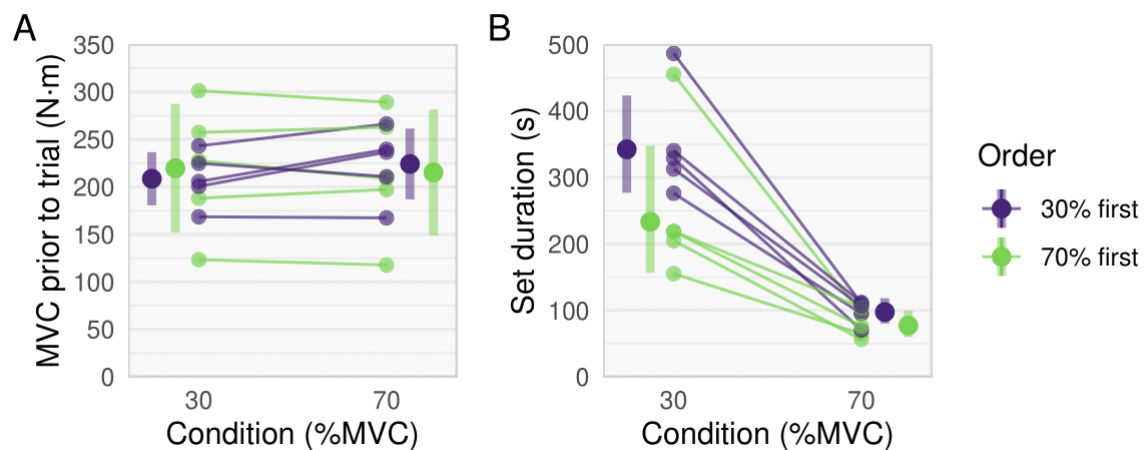 A
MVC prior to trial (N·m)
350
300
250
200
150
100
50
0
30
70
Condition (%MVC)
B
Set duration (s)
500
400
300
200
100
0
30
70
Condition (%MVC)
Order
30% first
70% first